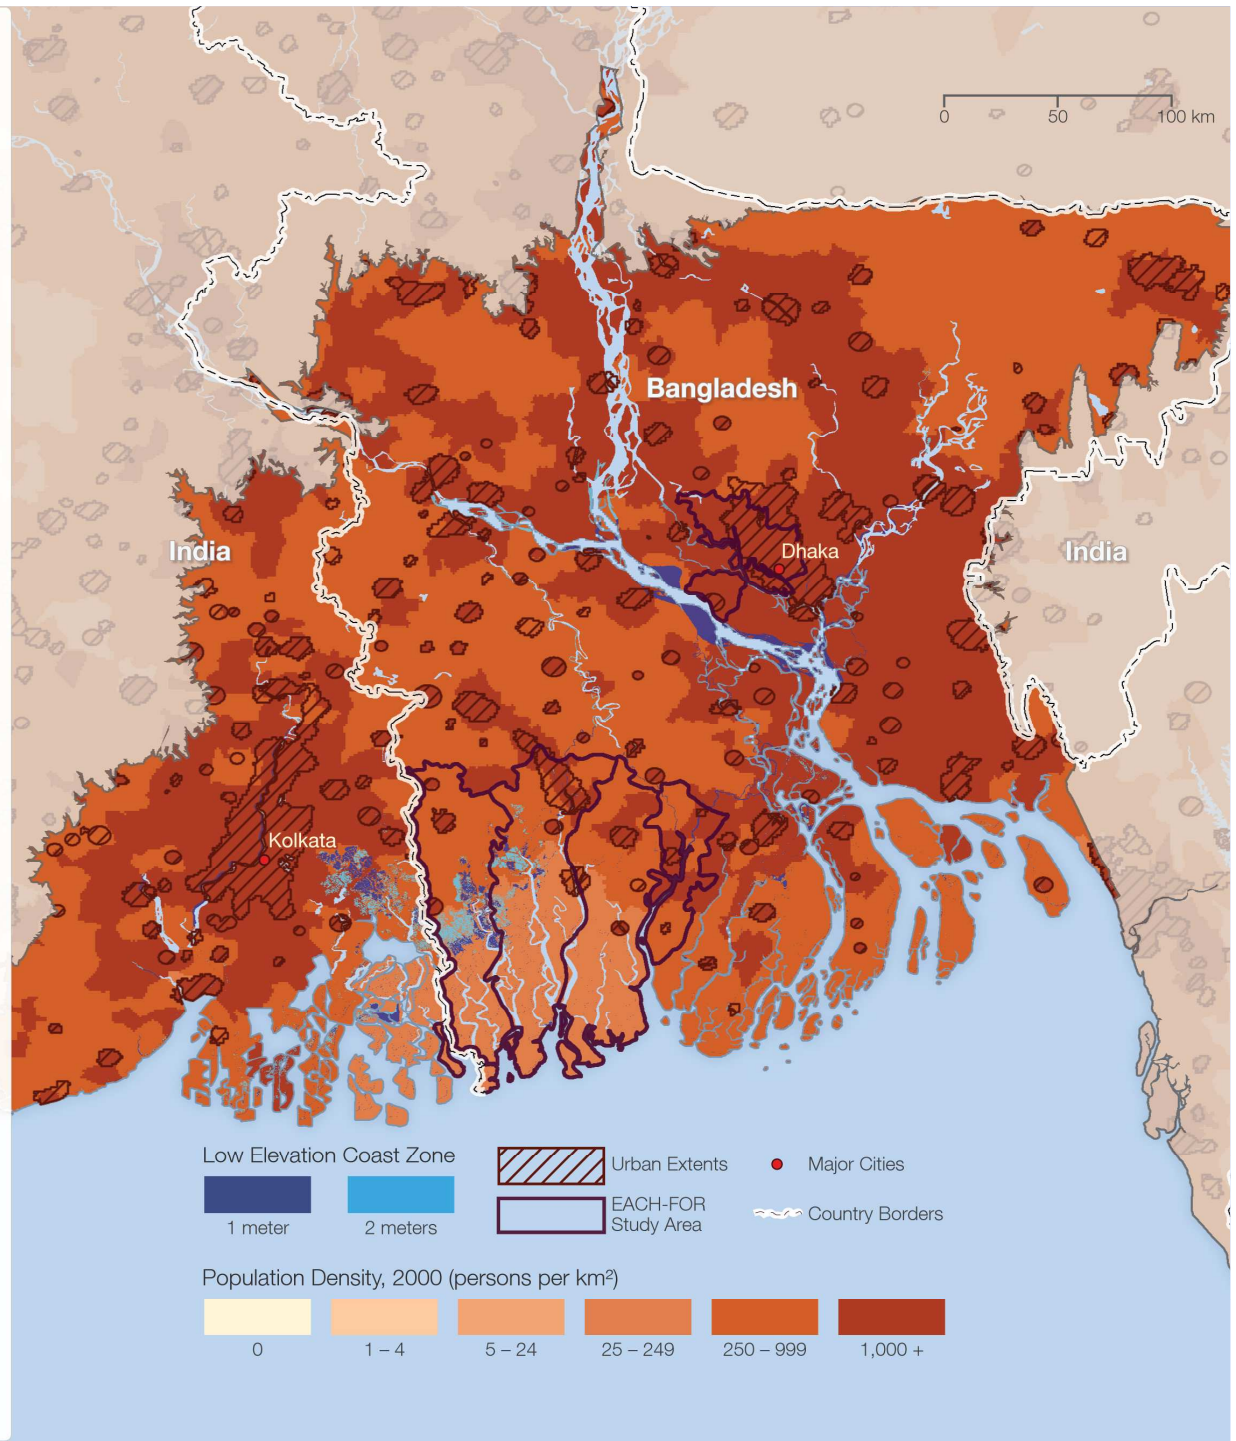 0 50 100 km
Bangladesh
India
Dhaka
India
Kolkata
Low Elevation Coast Zone
1 meter
2 meters
Urban Extents
EACH-FOR
Study Area
Major Cities
Country Borders
Population Density, 2000 (persons per km²)
0
1 – 4
5 – 24
25 – 249
250 – 999
1,000 +